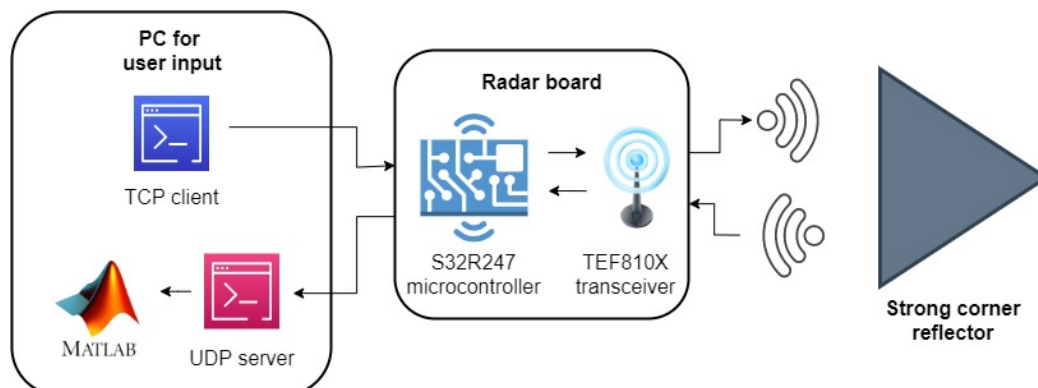 PC for
user input
TCP client
MATLAB
UDP server
Radar board
S32R247
microcontroller
TEF810X
transceiver
Strong corner
reflector